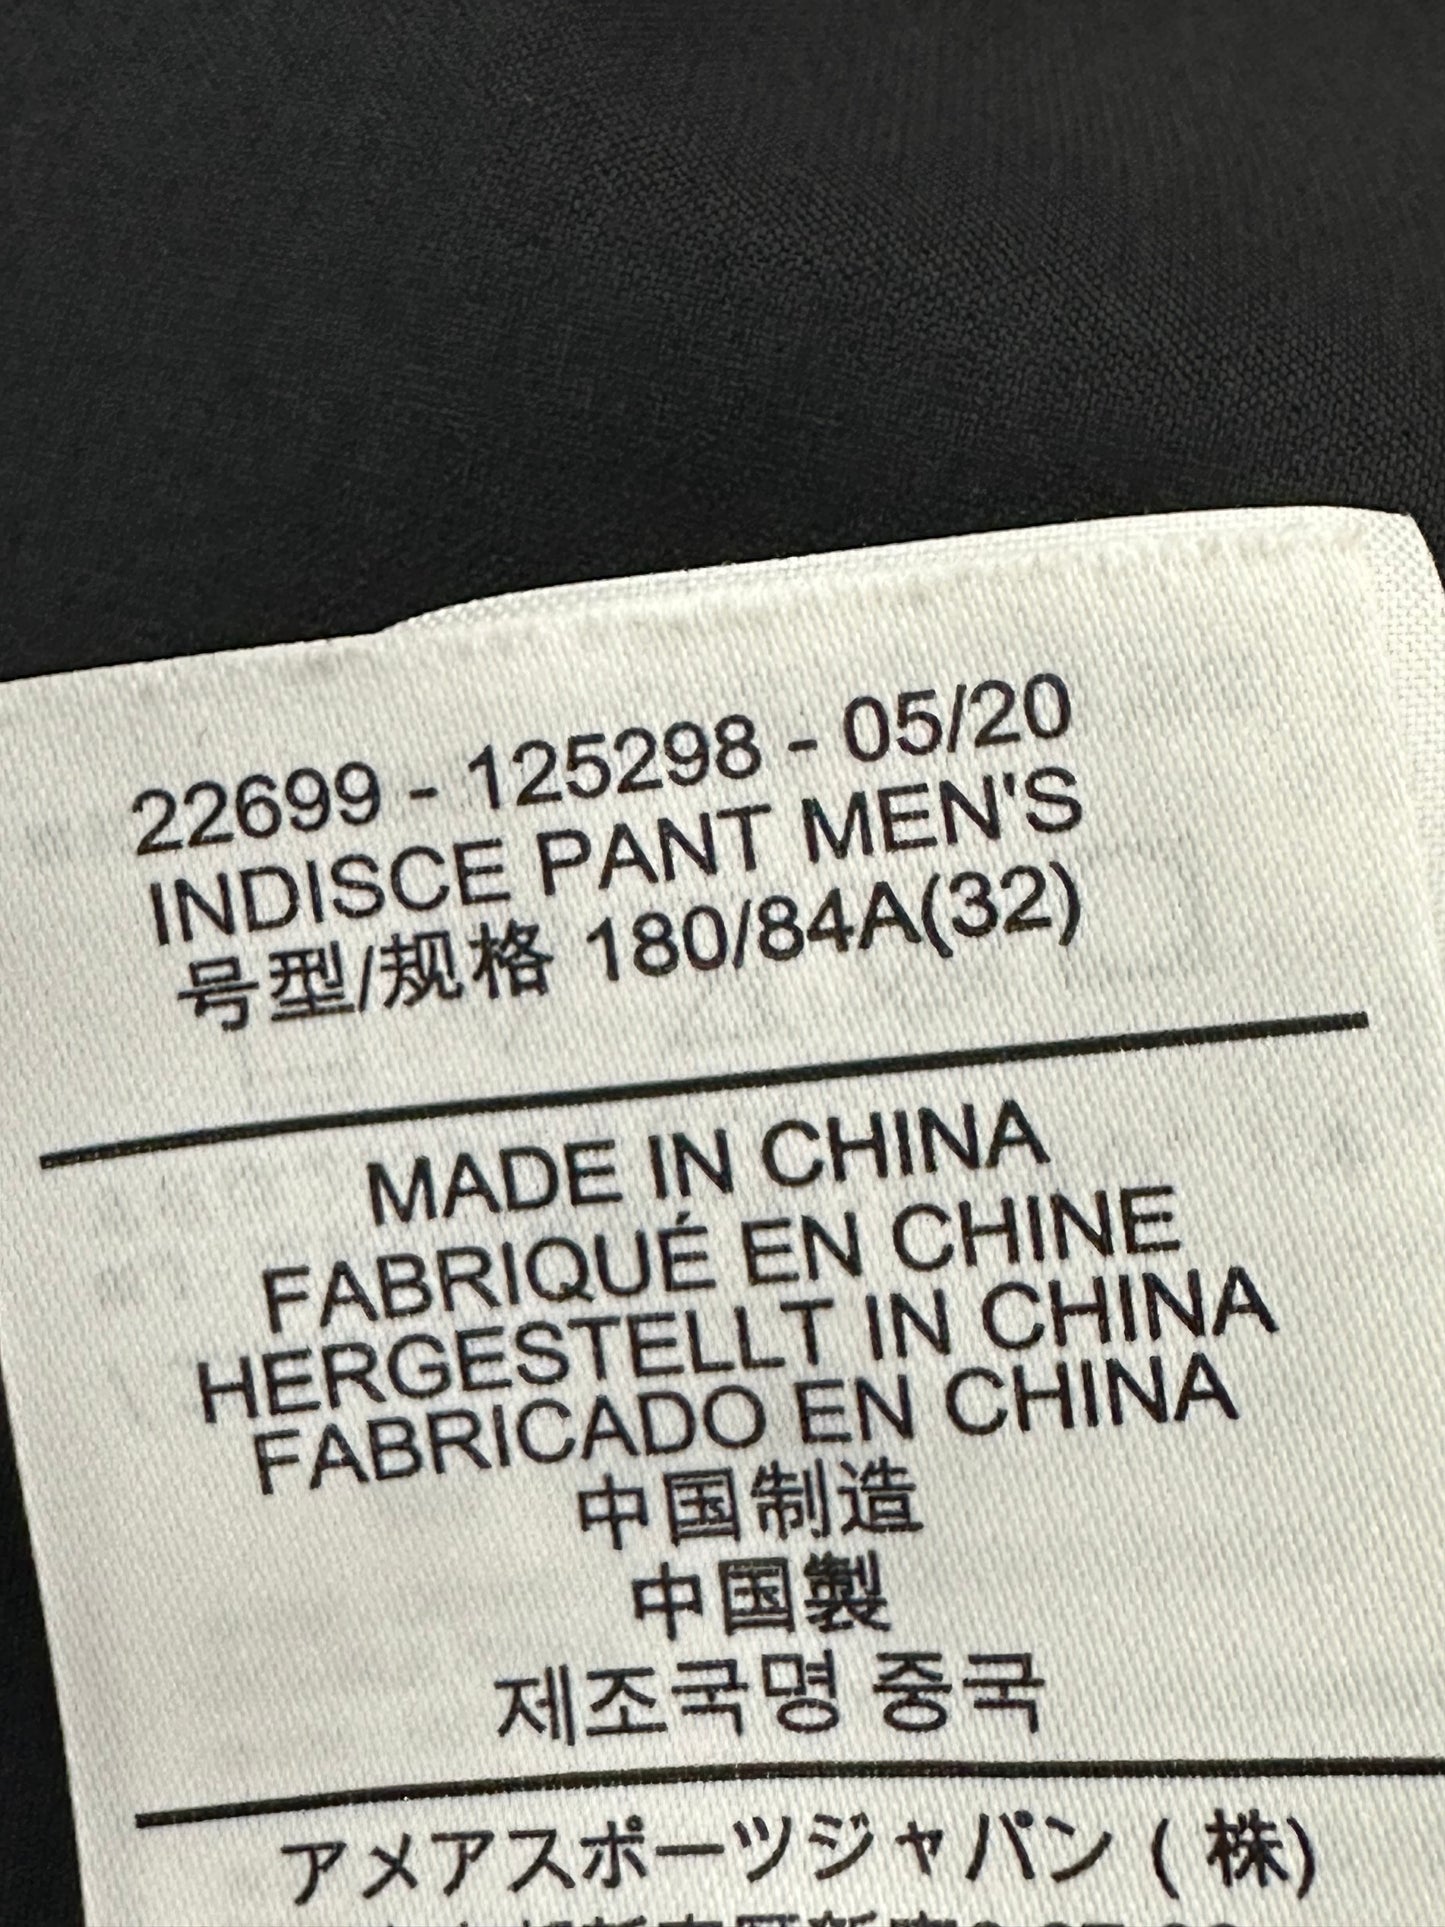 22699 - 125298 - 05/20
INDISCE PANT MEN'S
号型/规格 180/84A(32)
MADE IN CHINA
FABRIQUÉ EN CHINE
HERGESTELLT IN CHINA
FABRICADO EN CHINA
中国制造
中国製
제조국명 중국
アメアスポーツジャパン ( 株)